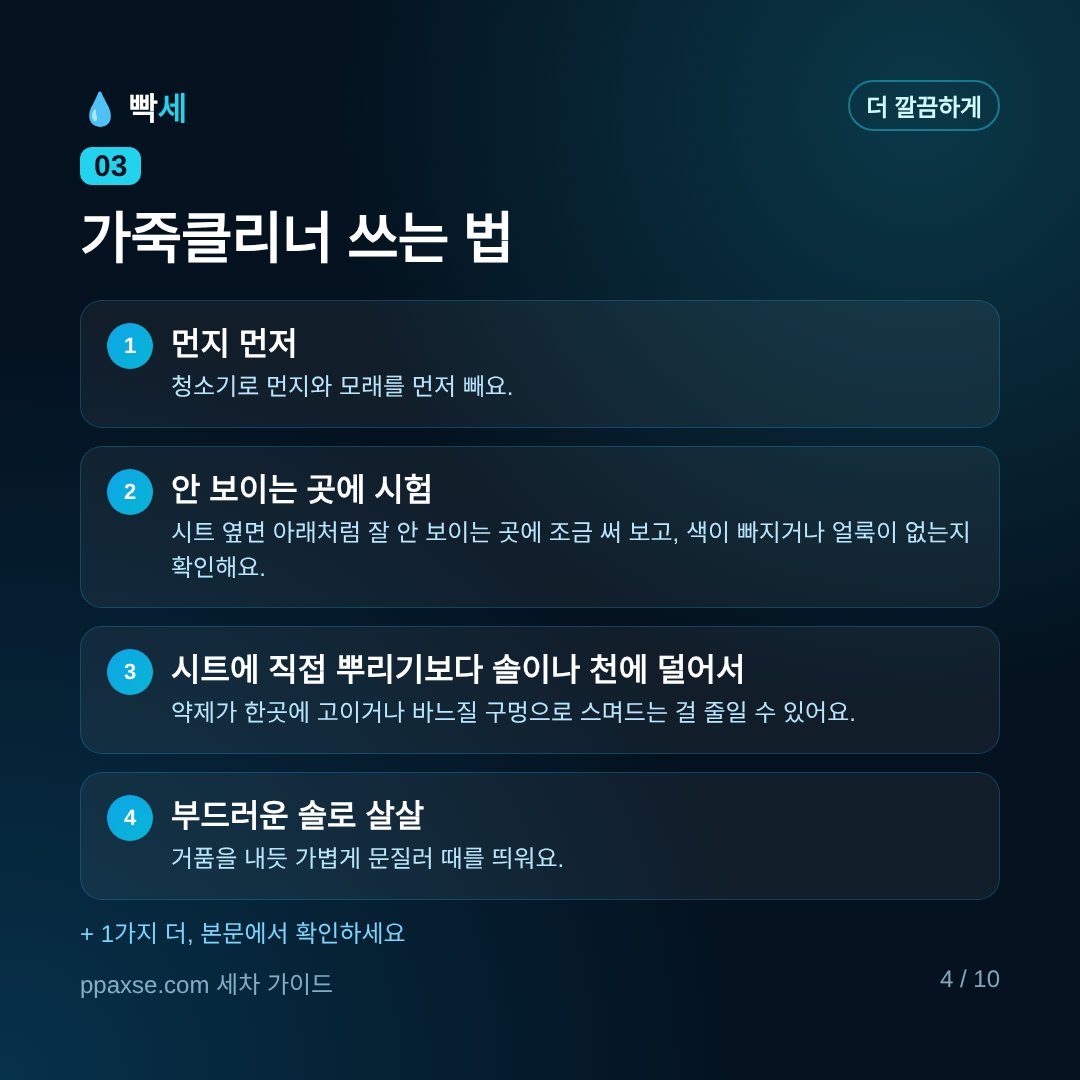 빡세
더 깔끔하게
03
가죽클리너 쓰는 법
1
먼지 먼저
청소기로 먼지와 모래를 먼저 빼요.
2
안 보이는 곳에 시험
시트 옆면 아래처럼 잘 안 보이는 곳에 조금 써 보고, 색이 빠지거나 얼룩이 없는지
확인해요.
3
시트에 직접 뿌리기보다 솔이나 천에 덜어서
약제가 한곳에 고이거나 바느질 구멍으로 스며드는 걸 줄일 수 있어요.
4
부드러운 솔로 살살
거품을 내듯 가볍게 문질러 때를 띄워요.
+ 1가지 더, 본문에서 확인하세요
ppaxse.com 세차 가이드
4 / 10